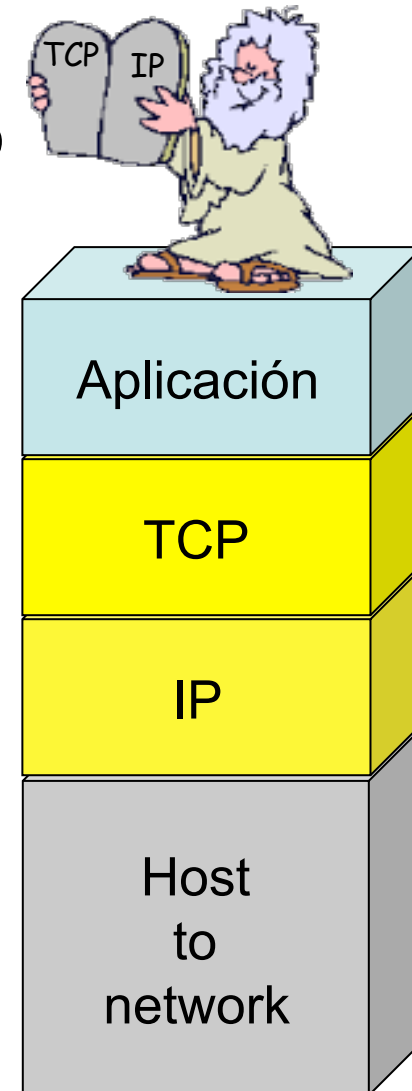 TCP IP
)
Aplicación
TCP
IP
Host
to
network